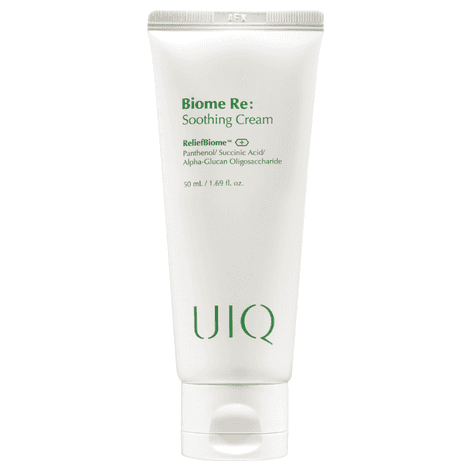 Biome Re:
Soothing Cream
ReliefBiome™
Panthenol/ Succinic Acid/
Alpha-Glucan Oligosaccharide
50 mL / 1.69 fl. oz.
UIQ